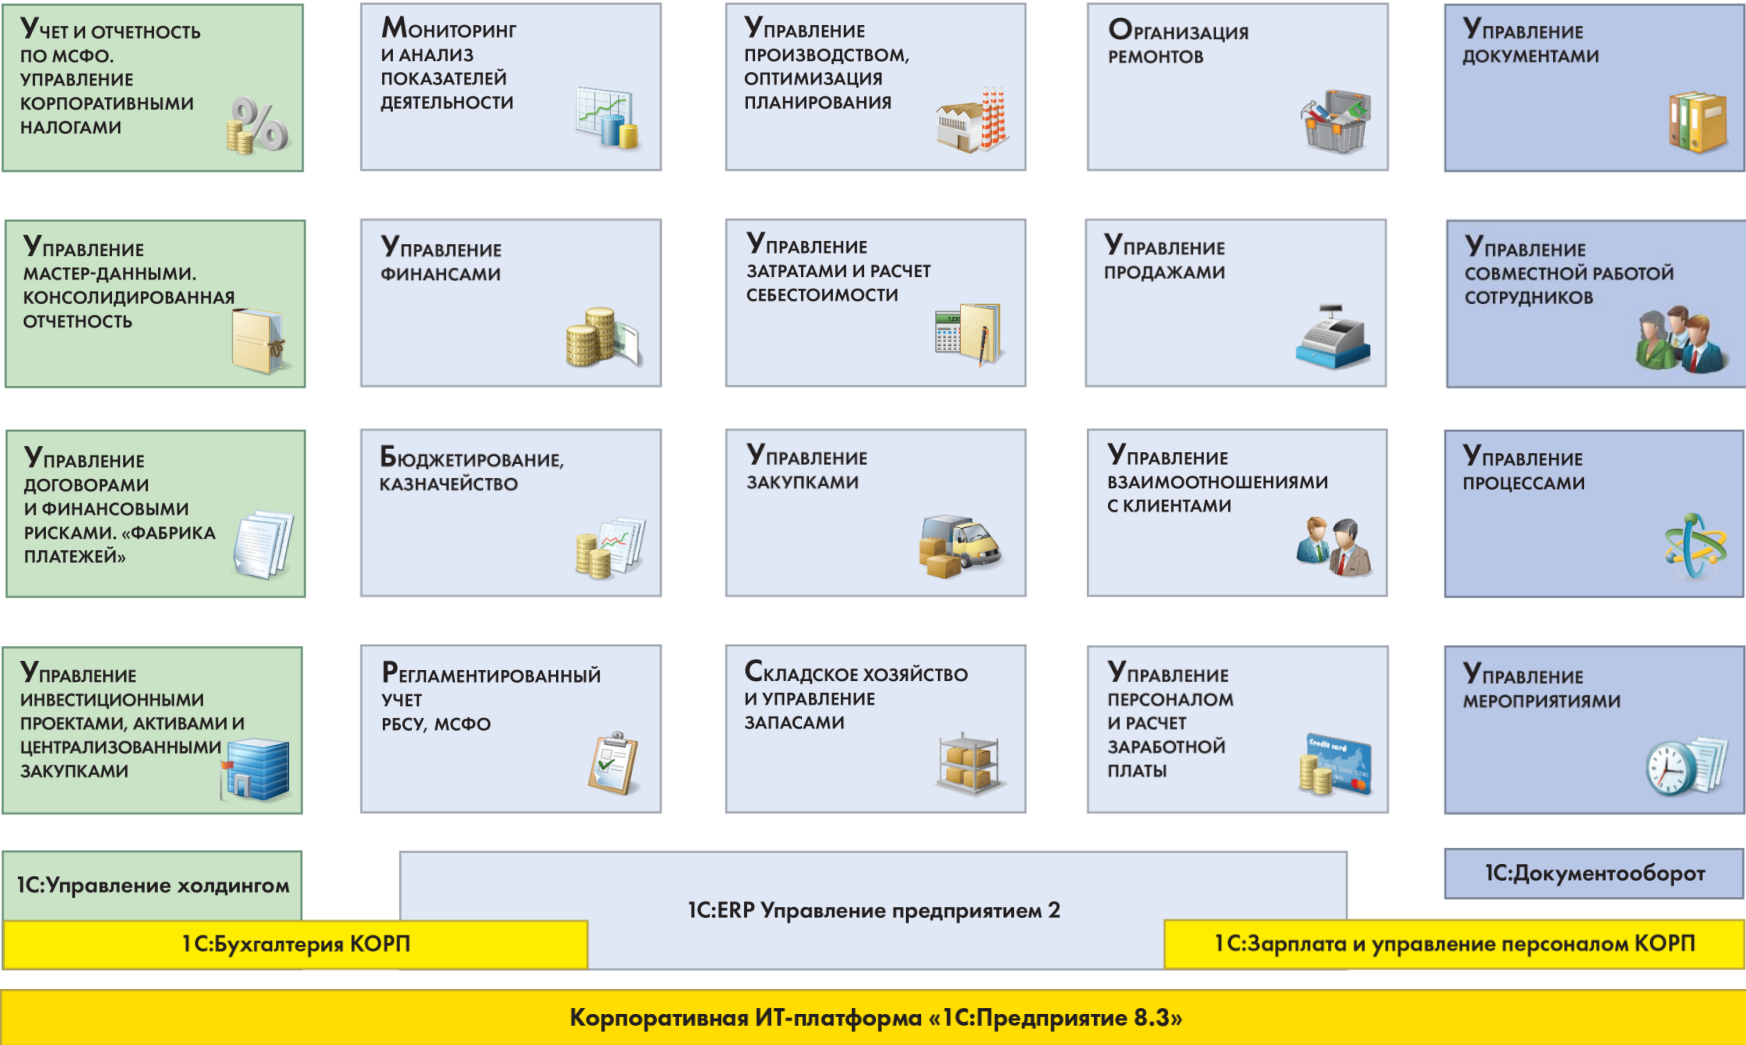 Учет и отчетность
по МСФО.
управление
корпоративными
налогами
Мониторинг
и анализ
показателей
деятельности
Управление
производством,
оптимизация
планирования
Организация
ремонтов
Управление
документами
Управление
мастер-данными.
Консолидированная
отчетность
Управление
финансами
Управление
затратами и расчет
себестоимости
Управление
продажами
Управление
совместной работой
сотрудников
Управление
договорами
и финансовыми
рисками. «Фабрика
платежей»
Бюджетирование,
казначейство
Управление
закупками
Управление
взаимоотношениями
с клиентами
Управление
процессами
Управление
инвестиционными
проектами, активами и
централизованными
закупками
Регламентированный
учет
РБСУ, МСФО
Складское хозяйство
и управление
запасами
Управление
персоналом
и расчет
заработной
платы
Credit card
Управление
мероприятиями
1С:Управление холдингом
1С:ERP Управление предприятием 2
1С:Документооборот
1С:Бухгалтерия КОРП
1С:Зарплата и управление персоналом КОРП
Корпоративная ИТ-платформа «1С:Предприятие 8.3»